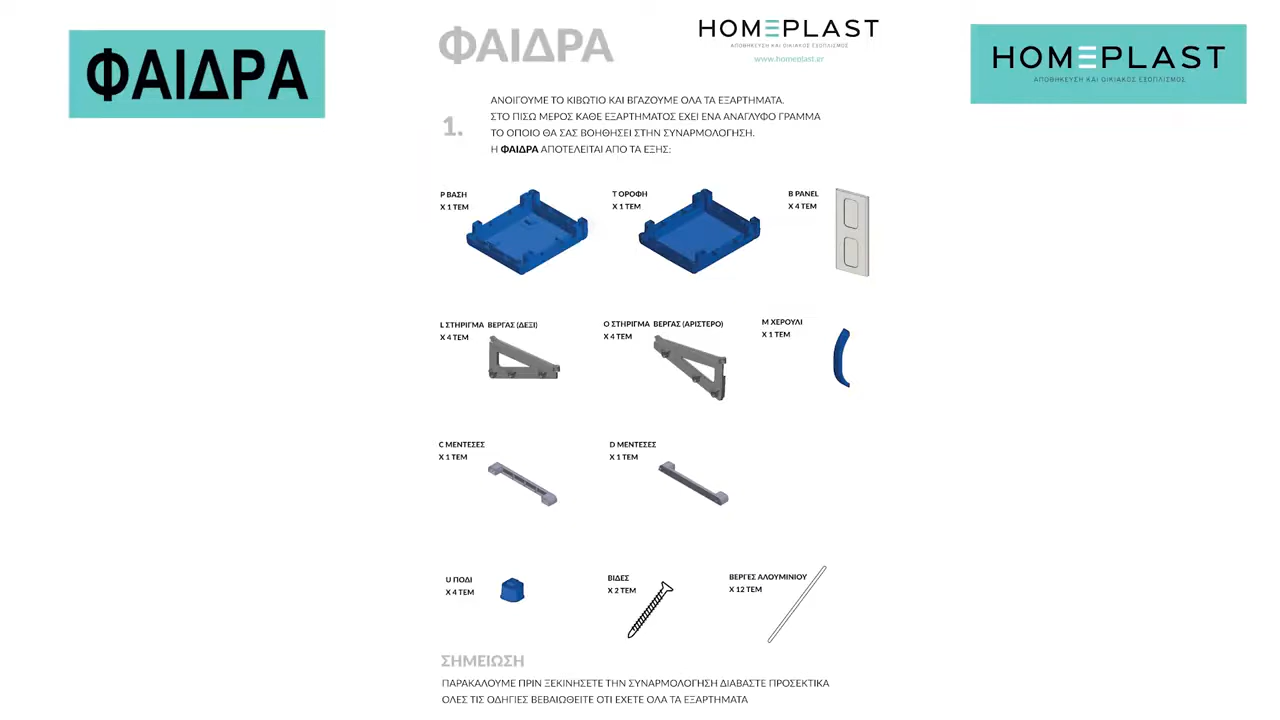 ΦΑΙΔΡΑ
ΦΑΙΔΡΑ
HOMEPLAST
ΑΠΟΘΗΚΕΥΣΗ ΚΑΙ ΟΙΚΙΑΚΟΣ ΕΞΟΠΛΙΣΜΟΣ
www.homeplast.gr
HOMEPLAST
ΑΠΟΘΗΚΕΥΣΗ ΚΑΙ ΟΙΚΙΑΚΟΣ ΕΞΟΠΛΙΣΜΟΣ
1.
ΑΝΟΙΓΟΥΜΕ ΤΟ ΚΙΒΩΤΙΟ ΚΑΙ ΒΓΑΖΟΥΜΕ ΟΛΑ ΤΑ ΕΞΑΡΤΗΜΑΤΑ.
ΣΤΟ ΠΙΣΩ ΜΕΡΟΣ ΚΑΘΕ ΕΞΑΡΤΗΜΑΤΟΣ ΕΧΕΙ ΕΝΑ ΑΝΑΓΛΥΦΟ ΓΡΑΜΜΑ
ΤΟ ΟΠΟΙΟ ΘΑ ΣΑΣ ΒΟΗΘΗΣΕΙ ΣΤΗΝ ΣΥΝΑΡΜΟΛΟΓΗΣΗ.
Η ΦΑΙΔΡΑ ΑΠΟΤΕΛΕΙΤΑΙ ΑΠΟ ΤΑ ΕΞΗΣ:
P ΒΑΣΗ
X 1 ΤΕΜ
T ΟΡΟΦΗ
X 1 ΤΕΜ
B PANEL
X 4 ΤΕΜ
L ΣΤΗΡΙΓΜΑ ΒΕΡΓΑΣ (ΔΕΞΙ)
X 4 ΤΕΜ
O ΣΤΗΡΙΓΜΑ ΒΕΡΓΑΣ (ΑΡΙΣΤΕΡΟ)
X 4 ΤΕΜ
M ΧΕΡΟΥΛΙ
X 1 ΤΕΜ
C ΜΕΝΤΕΣΕΣ
X 1 ΤΕΜ
D ΜΕΝΤΕΣΕΣ
X 1 ΤΕΜ
U ΠΟΔΙ
X 4 ΤΕΜ
ΒΙΔΕΣ
X 2 ΤΕΜ
ΒΕΡΓΕΣ ΑΛΟΥΜΙΝΙΟΥ
X 12 ΤΕΜ
ΣΗΜΕΙΩΣΗ
ΠΑΡΑΚΑΛΟΥΜΕ ΠΡΙΝ ΞΕΚΙΝΗΣΕΤΕ ΤΗΝ ΣΥΝΑΡΜΟΛΟΓΗΣΗ ΔΙΑΒΑΣΤΕ ΠΡΟΣΕΚΤΙΚΑ
ΟΛΕΣ ΤΙΣ ΟΔΗΓΙΕΣ ΒΕΒΑΙΩΘΕΙΤΕ ΟΤΙ ΕΧΕΤΕ ΟΛΑ ΤΑ ΕΞΑΡΤΗΜΑΤΑ